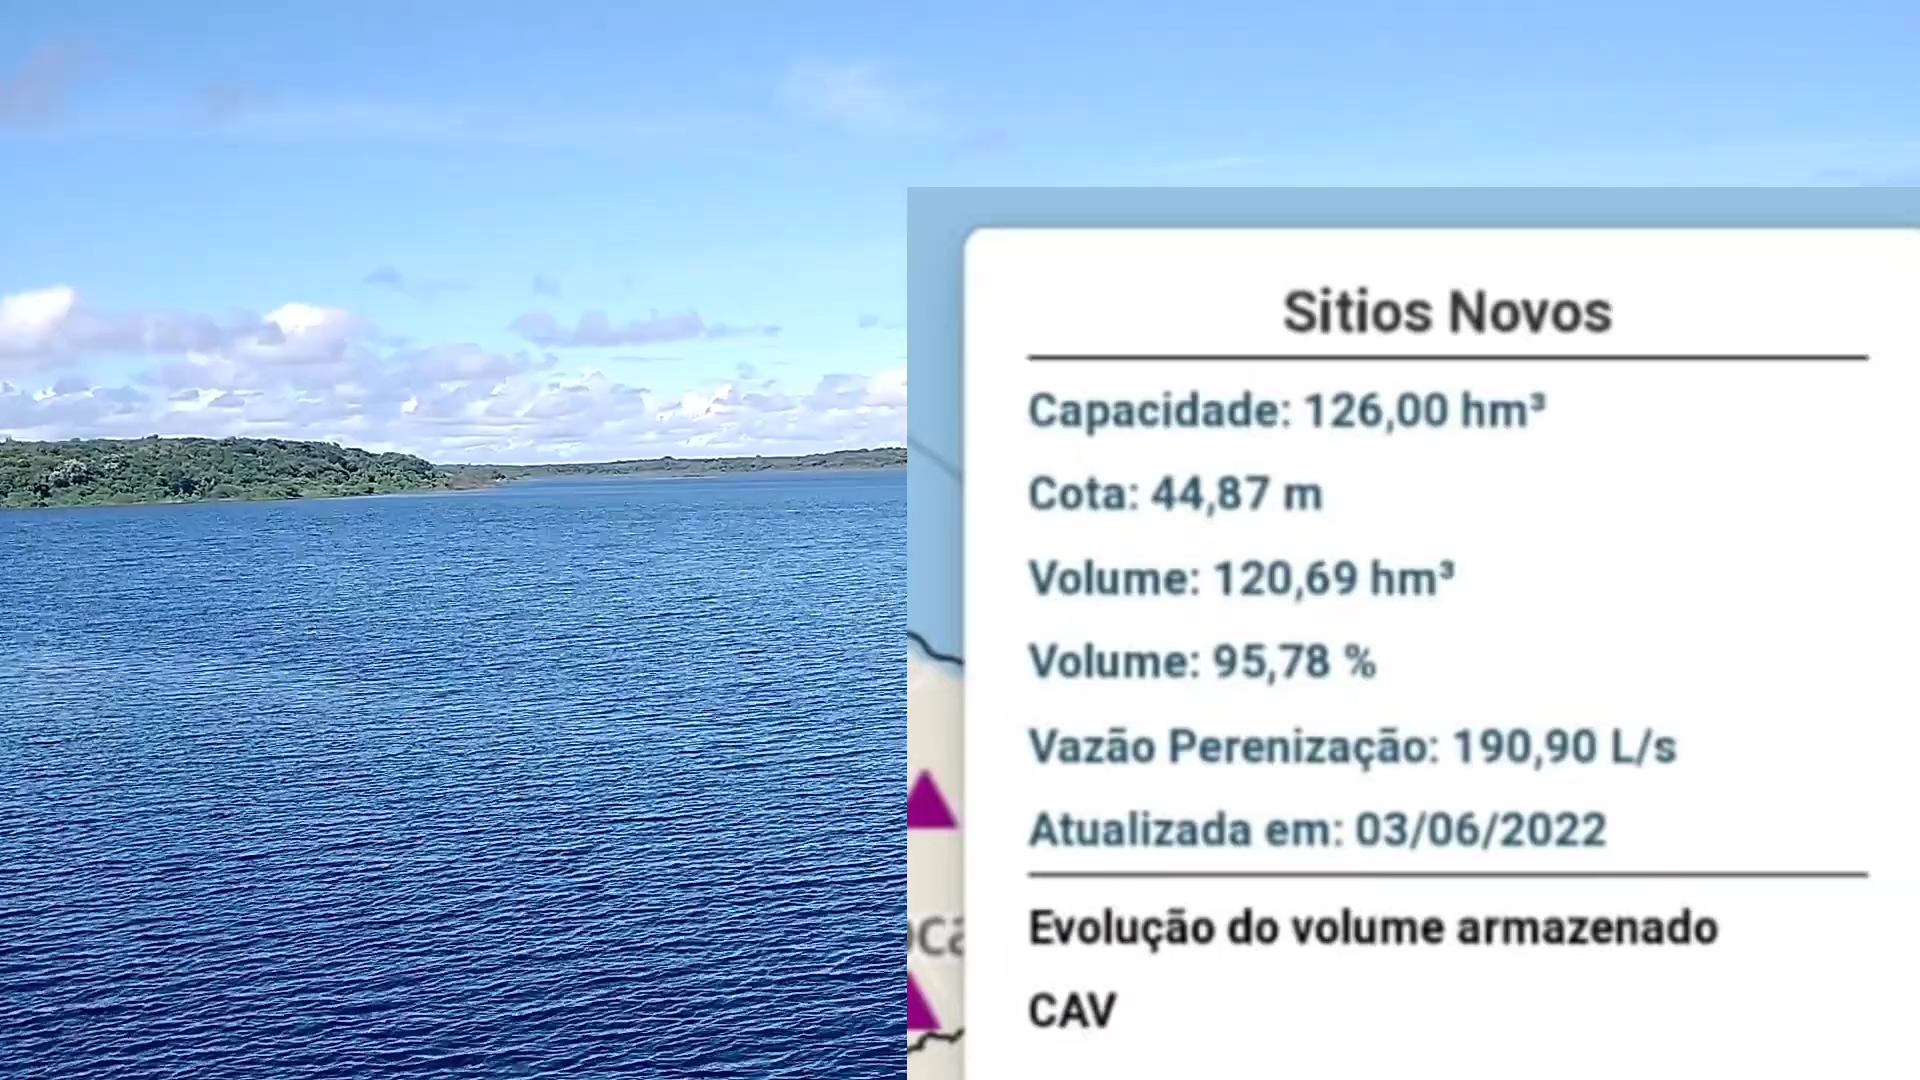 Sitios Novos
Capacidade: 126,00 hm³
Cota: 44,87 m
Volume: 120,69 hm³
Volume: 95,78 %
Vazão Perenização: 190,90 L/s
Atualizada em: 03/06/2022
Evolução do volume armazenado
CAV